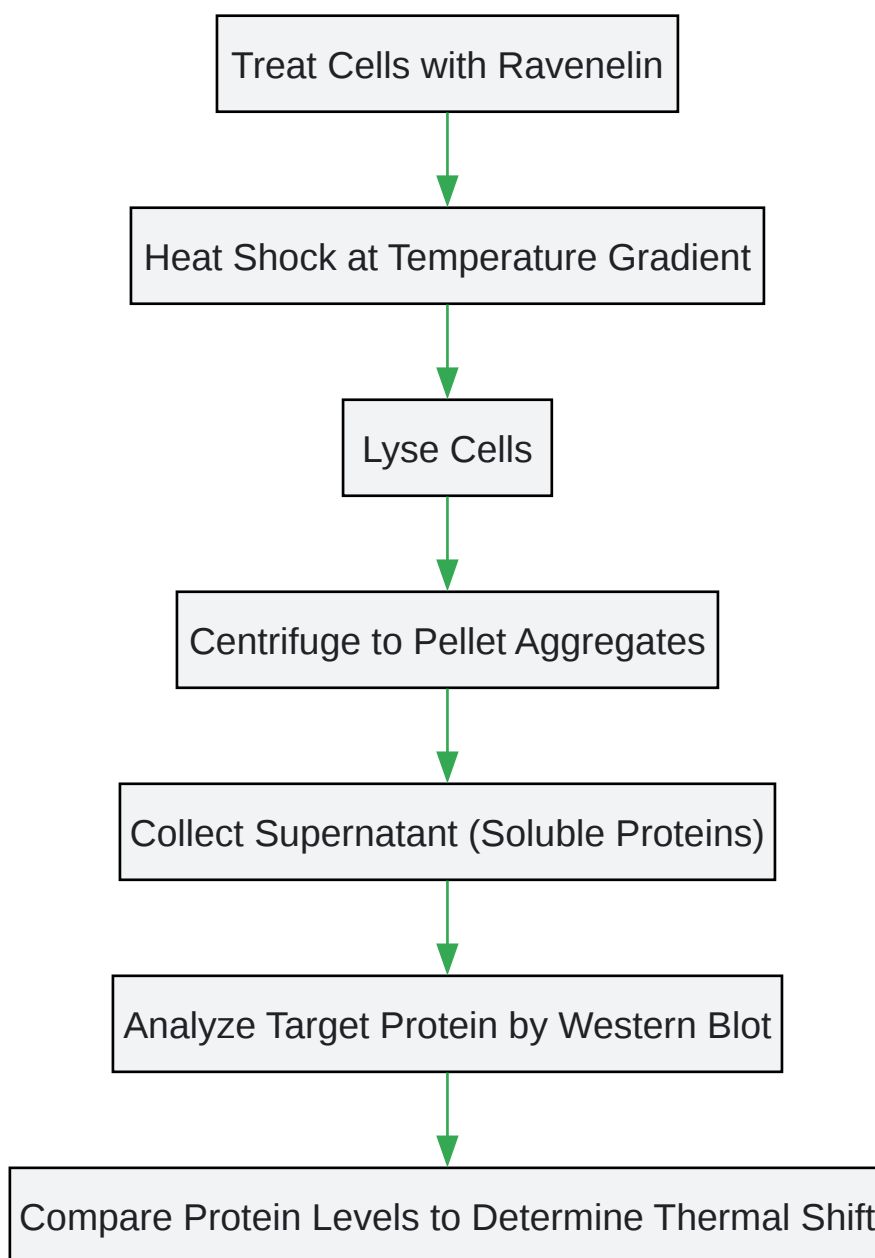 Treat Cells with Ravenelin
Heat Shock at Temperature Gradient
Lyse Cells
Centrifuge to Pellet Aggregates
Collect Supernatant (Soluble Proteins)
Analyze Target Protein by Western Blot
Compare Protein Levels to Determine Thermal Shift